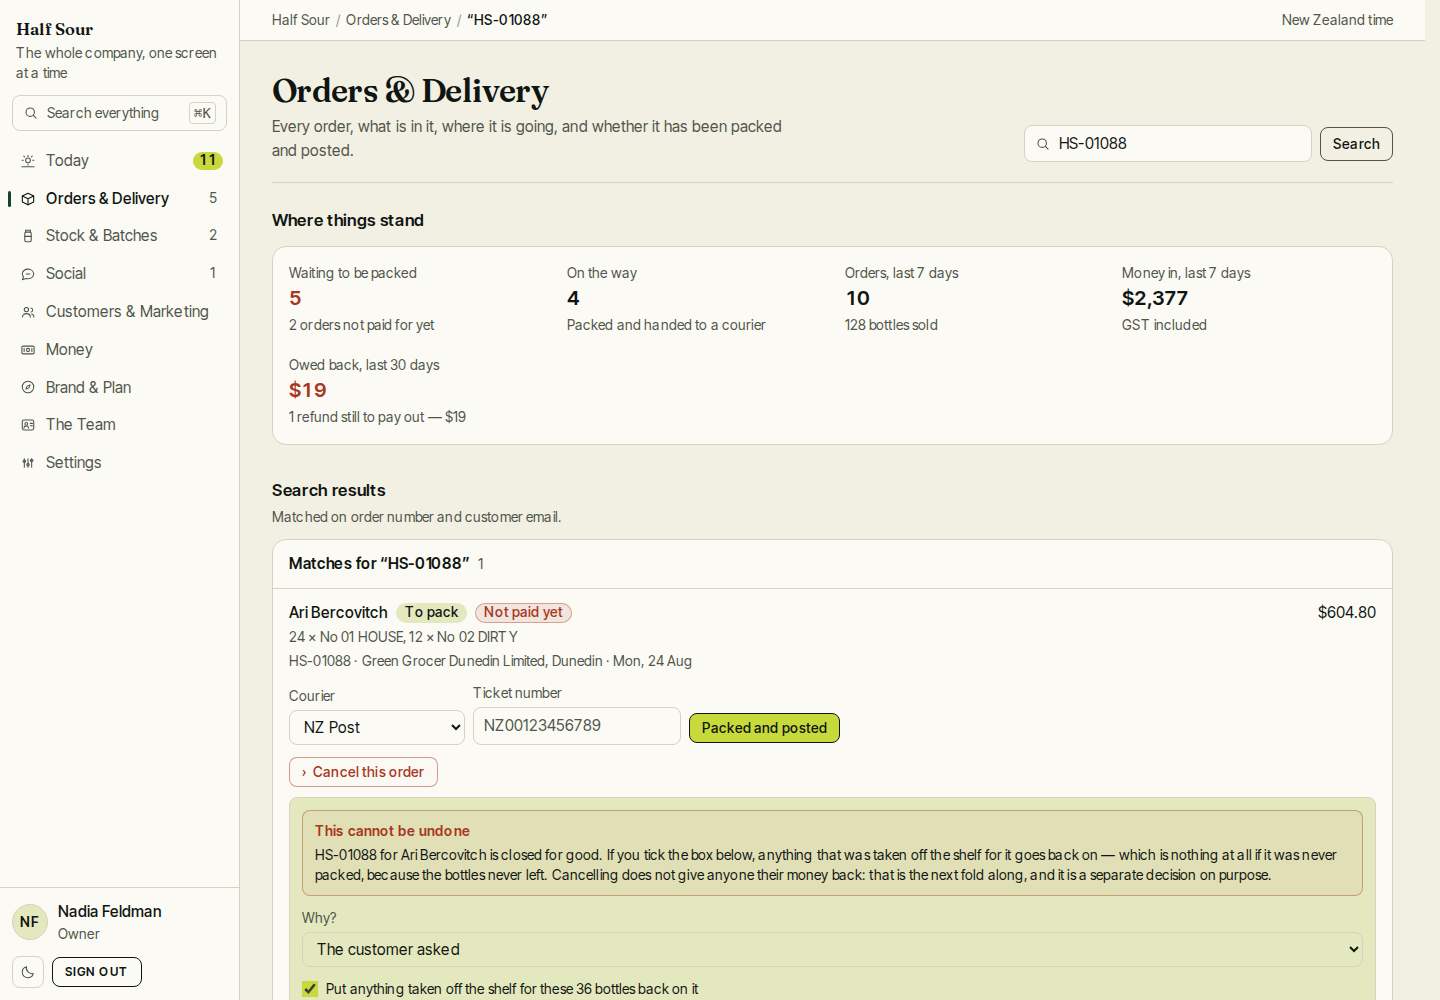 Half Sour
The whole company, one screen
at a time
Search everything
⌘K
Today
11
Orders & Delivery
5
Stock & Batches
2
Social
1
Customers & Marketing
Money
Brand & Plan
The Team
Settings
NF
Nadia Feldman
Owner
SIGN OUT
Half Sour / Orders & Delivery / “HS-01088”
New Zealand time
Orders & Delivery
Every order, what is in it, where it is going, and whether it has been packed
and posted.
HS-01088
Search
Where things stand
Waiting to be packed
5
2 orders not paid for yet
On the way
4
Packed and handed to a courier
Orders, last 7 days
10
128 bottles sold
Money in, last 7 days
$2,377
GST included
Owed back, last 30 days
$19
1 refund still to pay out — $19
Search results
Matched on order number and customer email.
Matches for “HS-01088” 1
Ari Bercovitch
To pack
Not paid yet
$604.80
24 × No 01 HOUSE, 12 × No 02 DIRTY
HS-01088 · Green Grocer Dunedin Limited, Dunedin · Mon, 24 Aug
Courier
NZ Post
Ticket number
NZ00123456789
Packed and posted
› Cancel this order
This cannot be undone
HS-01088 for Ari Bercovitch is closed for good. If you tick the box below, anything that was taken off the shelf for it goes back on — which is nothing at all if it was never
packed, because the bottles never left. Cancelling does not give anyone their money back: that is the next fold along, and it is a separate decision on purpose.
Why?
The customer asked
Put anything taken off the shelf for these 36 bottles back on it